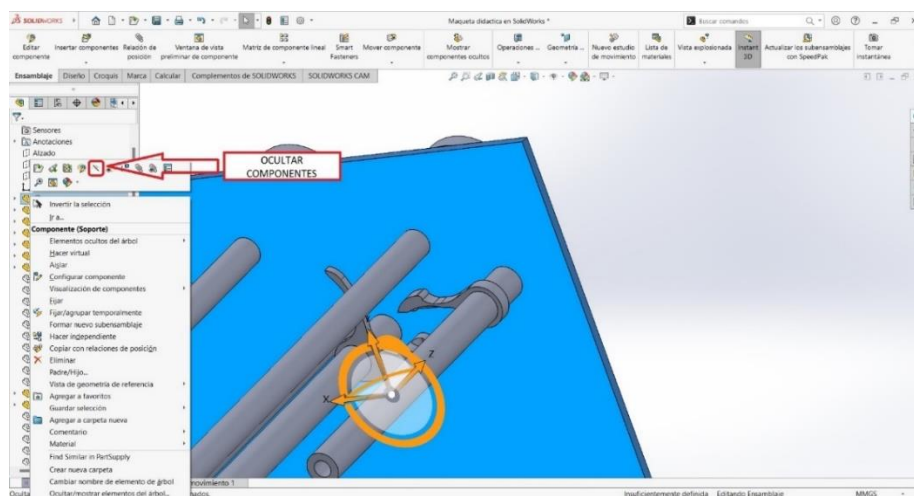 SOLIDWORKS
Maqueta didactica en SolidWorks *
Buscar comandos
Editar componente
Insertar componentes
Relación de posición
Ventana de vista preliminar de componente
Matriz de componente lineal
Smart Fasteners
Mover componente
Mostrar componentes ocultos
Operaciones ...
Geometría ...
Nuevo estudio de movimiento
Lista de materiales
Vista explosionada
Instant 3D
Actualizar los subensamblajes con SpeedPak
Tomar instantánea
Ensamblaje
Diseño
Croquis
Marca
Calcular
Complementos de SOLIDWORKS
SOLIDWORKS CAM
Sensores
Anotaciones
Alzado
OCULTAR
COMPONENTES
Invertir la selección
Ir a...
Componente (Soporte)
Elementos ocultos del árbol
Hacer virtual
Aislar
Configurar componente
Visualización de componentes
Fijar
Fijar/agrupar temporalmente
Formar nuevo subensamblaje
Hacer independiente
Copiar con relaciones de posición
Eliminar
Padre/Hijo...
Vista de geometría de referencia
Agregar a favoritos
Guardar selección
Agregar a carpeta nueva
Comentario
Material
Find Similar in PartSupply
Crear nueva carpeta
Cambiar nombre de elemento de árbol
Ocultar/mostrar elementos del árbol...
Z
X
movimiento 1
Insuficientemente definida
Editando Ensamblaje
MMGS